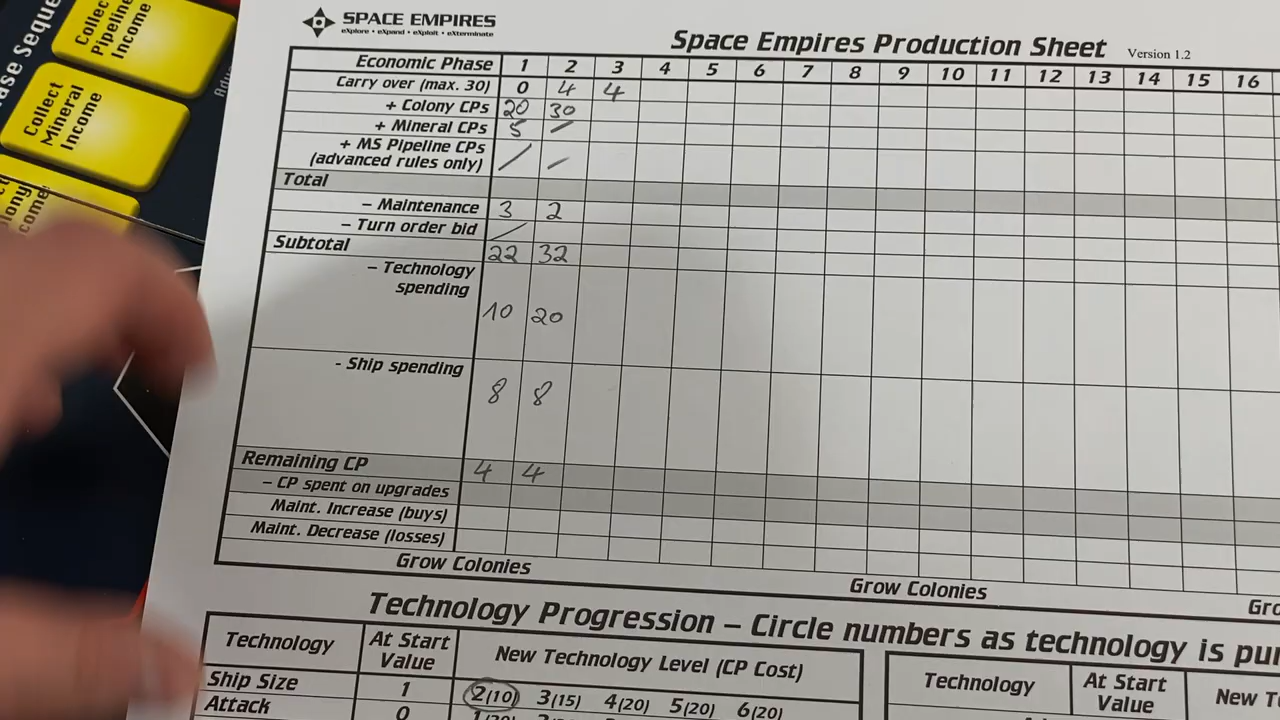 Collect Pipeline Income
Collect Mineral Income
SPACE EMPIRES
eXplore • eXpand • eXploit • eXterminate
Space Empires Production Sheet Version 1.2
Economic Phase 1 2 3 4 5 6 7 8 9 10 11 12 13 14 15 16
Carry over (max. 30) 0 4 4
+ Colony CPs 20 30
+ Mineral CPs 5 –
+ MS Pipeline CPs / –
(advanced rules only)
Total
– Maintenance 3 2
– Turn order bid /
Subtotal 22 32
– Technology
spending 10 20
- Ship spending
8 8
Remaining CP 4 4
– CP spent on upgrades
Maint. Increase (buys)
Maint. Decrease (losses)
Grow Colonies Grow Colonies Gro
Technology Progression – Circle numbers as technology is pu
Technology At Start Value New Technology Level (CP Cost) Technology At Start Value New T
Ship Size 1 2(10) 3(15) 4(20) 5(20) 6(20)
Attack 0